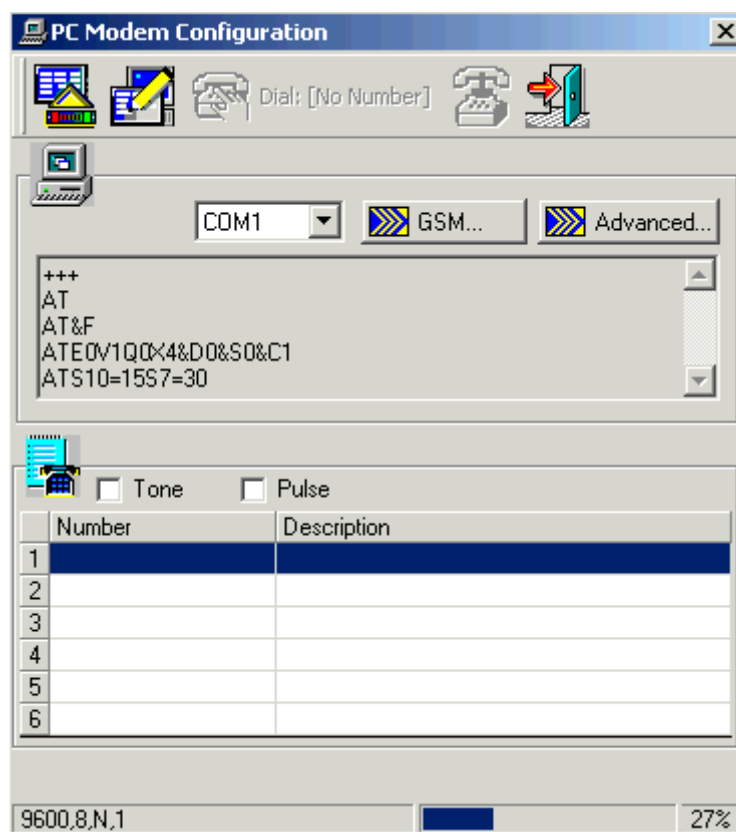 PC Modem Configuration
Dial: [No Number]
COM1 GSM... Advanced...
+++
AT
AT&F
ATE0V1Q0X4&D0&S0&C1
ATS10=15S7=30
Tone Pulse
Number Description
1
2
3
4
5
6
9600,8,N,1 27%